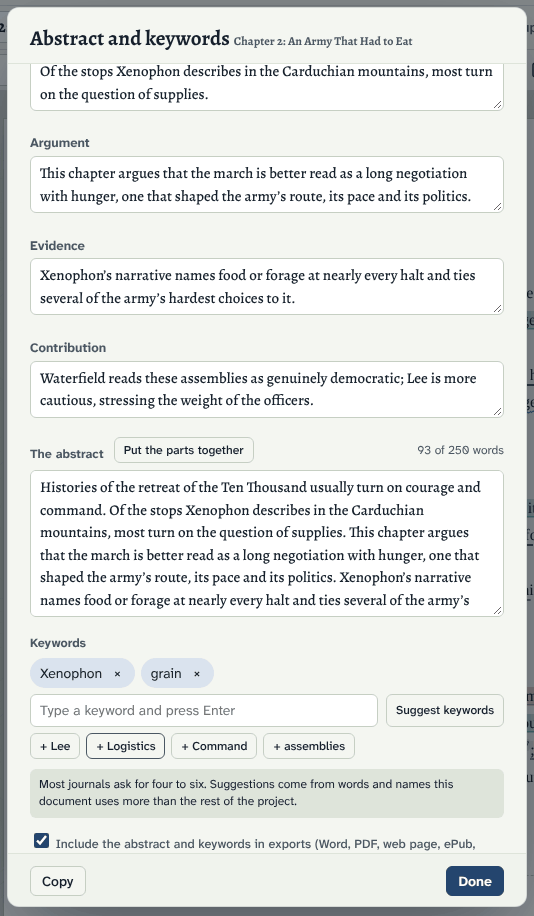 Abstract and keywords Chapter 2: An Army That Had to Eat
Of the stops Xenophon describes in the Carduchian mountains, most turn
on the question of supplies.
Argument
This chapter argues that the march is better read as a long negotiation
with hunger, one that shaped the army’s route, its pace and its politics.
Evidence
Xenophon’s narrative names food or forage at nearly every halt and ties
several of the army’s hardest choices to it.
Contribution
Waterfield reads these assemblies as genuinely democratic; Lee is more
cautious, stressing the weight of the officers.
The abstract Put the parts together 93 of 250 words
Histories of the retreat of the Ten Thousand usually turn on courage and
command. Of the stops Xenophon describes in the Carduchian
mountains, most turn on the question of supplies. This chapter argues
that the march is better read as a long negotiation with hunger, one that
shaped the army’s route, its pace and its politics. Xenophon’s narrative
names food or forage at nearly every halt and ties several of the army’s
Keywords
Xenophon × grain ×
Type a keyword and press Enter Suggest keywords
+ Lee + Logistics + Command + assemblies
Most journals ask for four to six. Suggestions come from words and names this
document uses more than the rest of the project.
Include the abstract and keywords in exports (Word, PDF, web page, ePub,
Copy Done